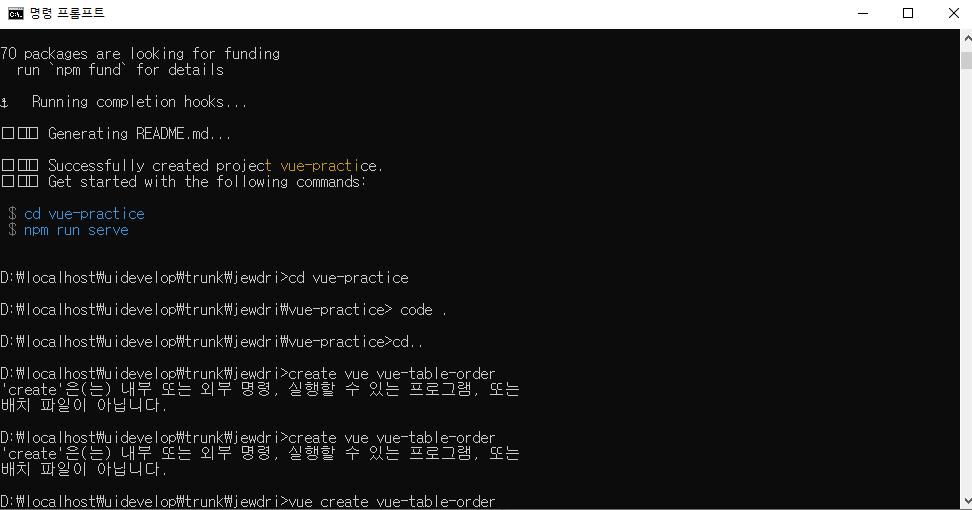 명령 프롬프트
70 packages are looking for funding
run `npm fund` for details
⚓ Running completion hooks...
Generating README.md...
Successfully created project vue-practice.
Get started with the following commands:
$ cd vue-practice
$ npm run serve
D:₩localhost₩uidevelop₩trunk₩jewdri>cd vue-practice
D:₩localhost₩uidevelop₩trunk₩jewdri₩vue-practice> code .
D:₩localhost₩uidevelop₩trunk₩jewdri₩vue-practice>cd..
D:₩localhost₩uidevelop₩trunk₩jewdri>create vue vue-table-order
'create'은(는) 내부 또는 외부 명령, 실행할 수 있는 프로그램, 또는
배치 파일이 아닙니다.
D:₩localhost₩uidevelop₩trunk₩jewdri>create vue vue-table-order
'create'은(는) 내부 또는 외부 명령, 실행할 수 있는 프로그램, 또는
배치 파일이 아닙니다.
D:₩localhost₩uidevelop₩trunk₩jewdri>vue create vue-table-order